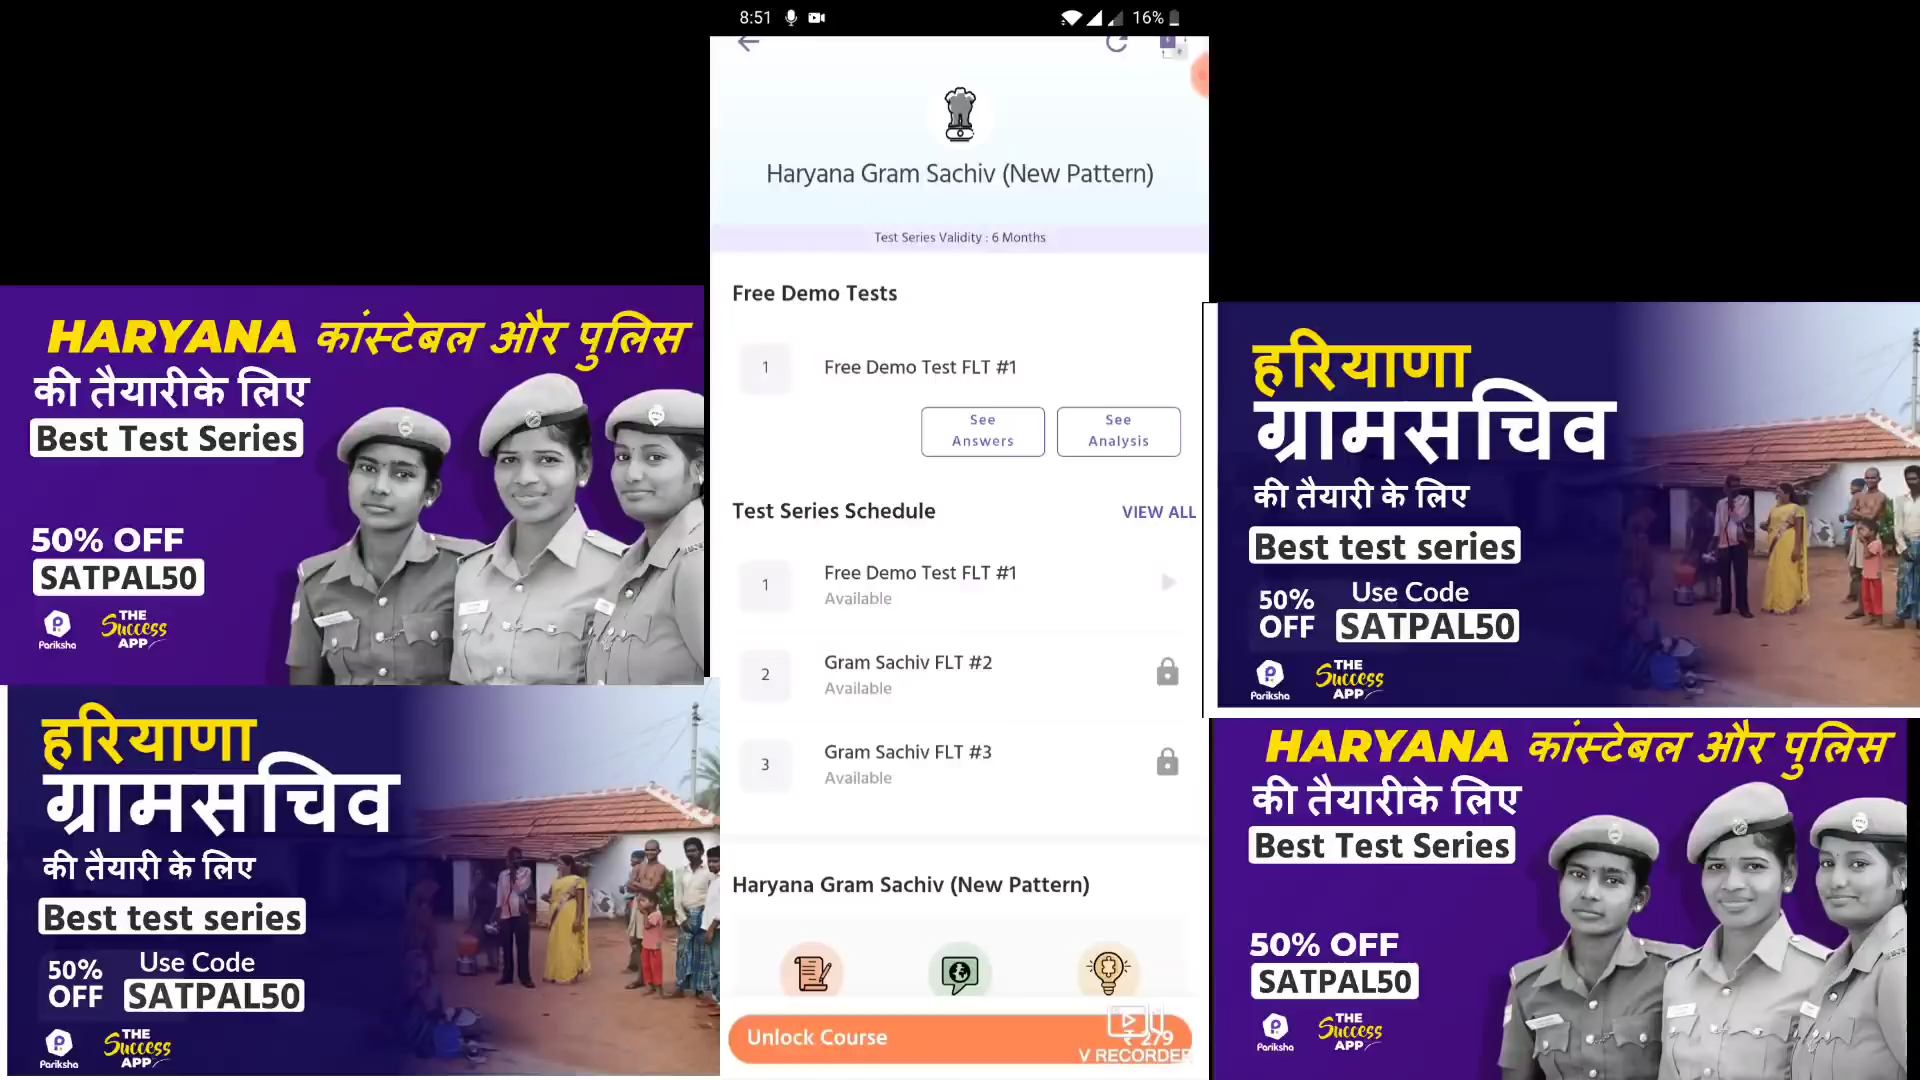 8:51
16%
Haryana Gram Sachiv (New Pattern)
Test Series Validity : 6 Months
Free Demo Tests
1
Free Demo Test FLT #1
See Answers
See Analysis
Test Series Schedule
VIEW ALL
1
Free Demo Test FLT #1
Available
2
Gram Sachiv FLT #2
Available
3
Gram Sachiv FLT #3
Available
Haryana Gram Sachiv (New Pattern)
Unlock Course
₹ 279
V RECORDER
HARYANA कांस्टेबल और पुलिस
की तैयारीके लिए
Best Test Series
50% OFF
SATPAL50
Pariksha
THE Success APP
हरियाणा
ग्रामसचिव
की तैयारी के लिए
Best test series
50% OFF
Use Code
SATPAL50
Pariksha
THE Success APP
हरियाणा
ग्रामसचिव
की तैयारी के लिए
Best test series
50% OFF
Use Code
SATPAL50
Pariksha
THE Success APP
HARYANA कांस्टेबल और पुलिस
की तैयारीके लिए
Best Test Series
50% OFF
SATPAL50
Pariksha
THE Success APP